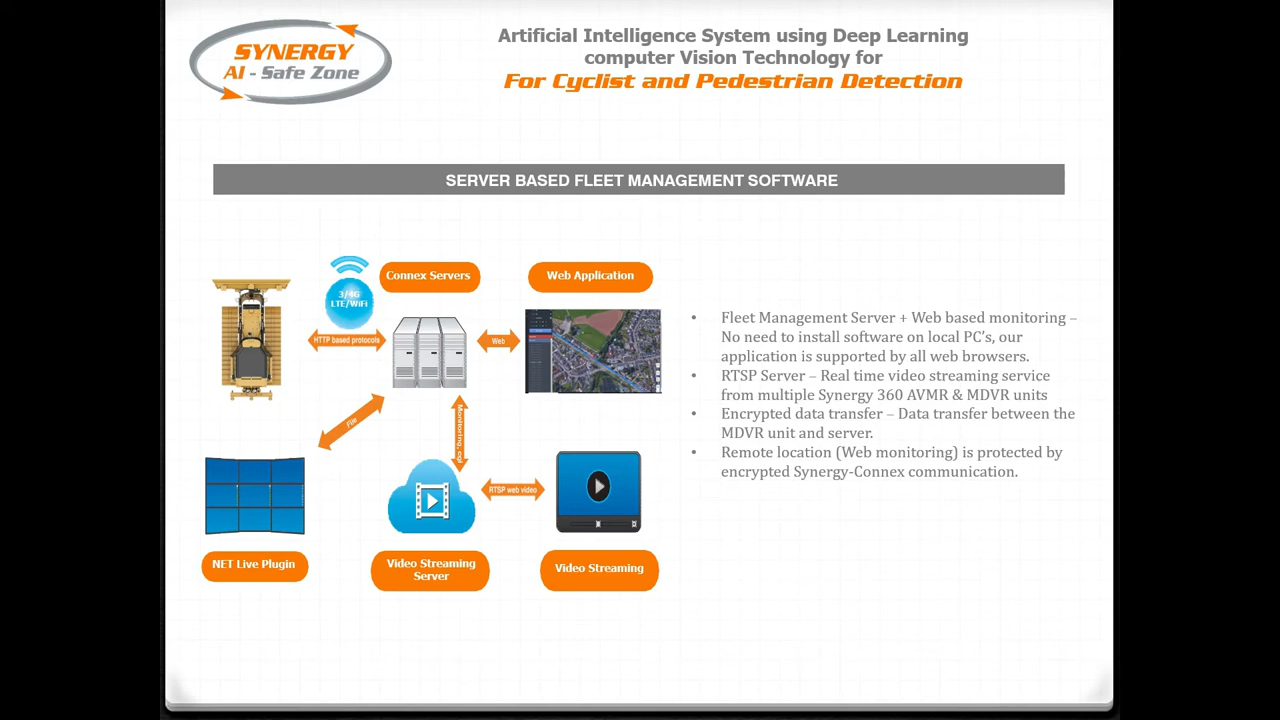 SYNERGY
AI - Safe Zone
Artificial Intelligence System using Deep Learning
computer Vision Technology for
For Cyclist and Pedestrian Detection
SERVER BASED FLEET MANAGEMENT SOFTWARE
3/4G
LTE/WiFi
Connex Servers
Web Application
HTTP based protocols
Web
File
Monitoring, cgi
RTSP web video
NET Live Plugin
Video Streaming
Server
Video Streaming
• Fleet Management Server + Web based monitoring –
No need to install software on local PC's, our
application is supported by all web browsers.
• RTSP Server – Real time video streaming service
from multiple Synergy 360 AVMR & MDVR units
• Encrypted data transfer – Data transfer between the
MDVR unit and server.
• Remote location (Web monitoring) is protected by
encrypted Synergy-Connex communication.